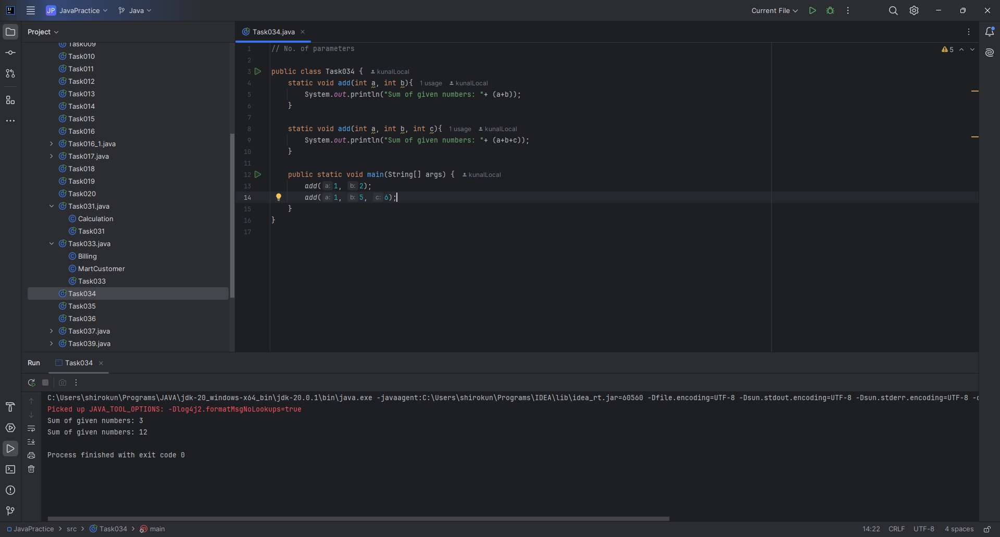 JP JavaPractice Java Current File
Project
Task034.java
Task009
Task010
Task011
Task012
Task013
Task014
Task015
Task016
Task016_1.java
Task017.java
Task018
Task019
Task020
Task031.java
Calculation
Task031
Task033.java
Billing
MartCustomer
Task033
Task034
Task035
Task036
Task037.java
Task039.java
5
1 // No. of parameters
2
3 public class Task034 { kunalLocal
4 static void add(int a, int b){ 1 usage kunalLocal
5 System.out.println("Sum of given numbers: "+ (a+b));
6 }
7
8 static void add(int a, int b, int c){ 1 usage kunalLocal
9 System.out.println("Sum of given numbers: "+ (a+b+c));
10 }
11
12 public static void main(String[] args) { kunalLocal
13 add( a: 1, b: 2);
14 add( a: 1, b: 5, c: 6);
15 }
16 }
17
Run Task034
C:\Users\shirokun\Programs\JAVA\jdk-20_windows-x64_bin\jdk-20.0.1\bin\java.exe -javaagent:C:\Users\shirokun\Programs\IDEA\lib\idea_rt.jar=60560 -Dfile.encoding=UTF-8 -Dsun.stdout.encoding=UTF-8 -Dsun.stderr.encoding=UTF-8
Picked up JAVA_TOOL_OPTIONS: -Dlog4j2.formatMsgNoLookups=true
Sum of given numbers: 3
Sum of given numbers: 12
Process finished with exit code 0
JavaPractice src Task034 main 14:22 CRLF UTF-8 4 spaces